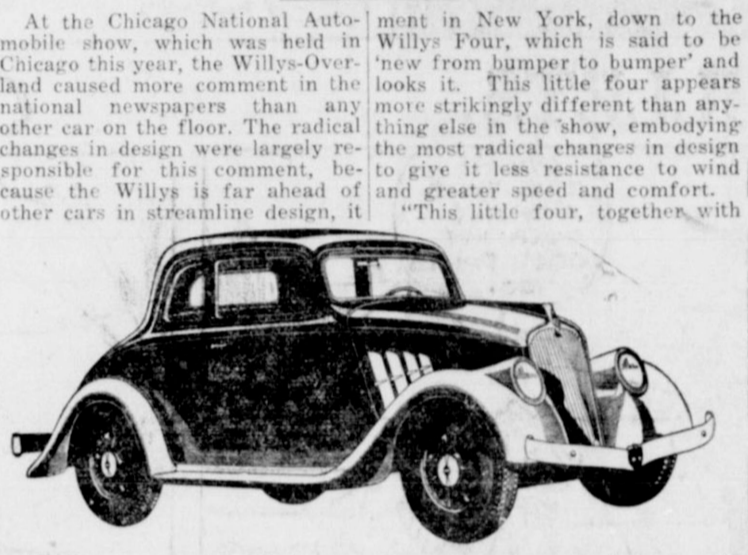 At the Chicago National Auto-
mobile show, which was held in
Chicago this year, the Willys-Over-
land caused more comment in the
national newspapers than any
other car on the floor. The radical
changes in design were largely re-
sponsible for this comment, be-
cause the Willys is far ahead of
other cars in streamline design, it
ment in New York, down to the
Willys Four, which is said to be
'new from bumper to bumper' and
looks it. This little four appears
more strikingly different than any-
thing else in the show, embodying
the most radical changes in design
to give it less resistance to wind
and greater speed and comfort.
"This little four, together with